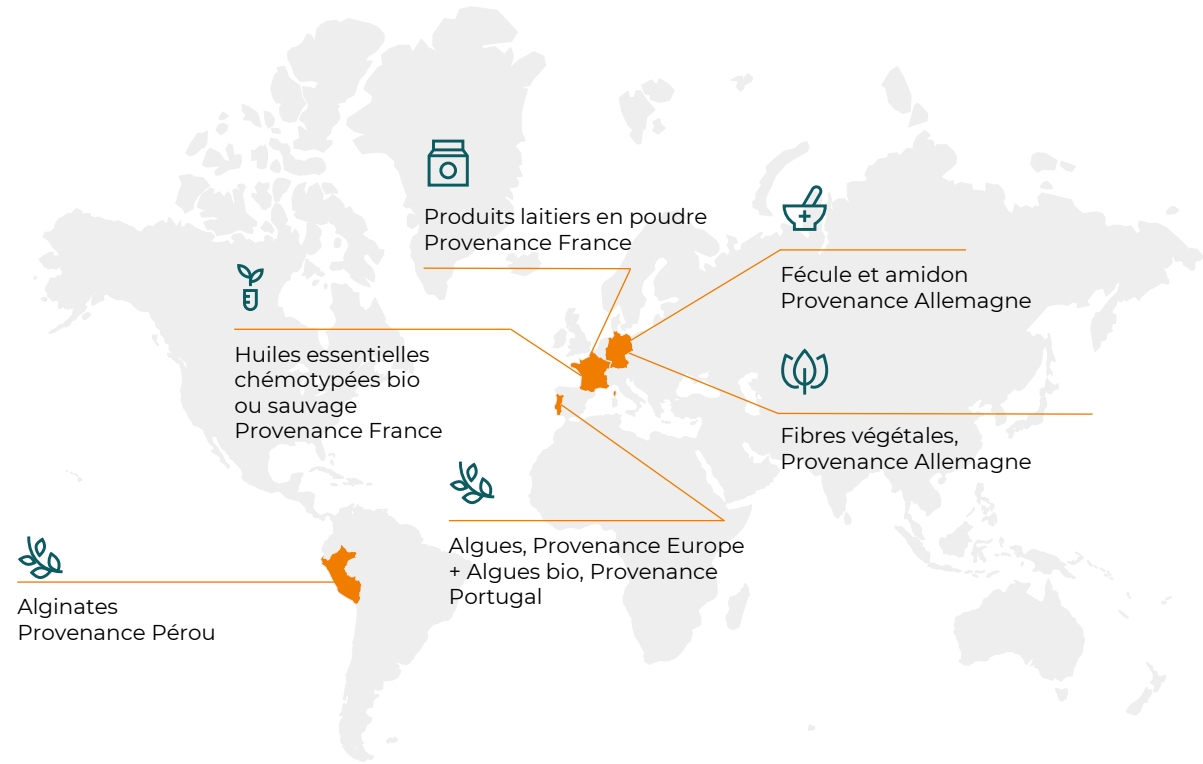 Produits laitiers en poudre
Provenance France
Fécule et amidon
Provenance Allemagne
Huiles essentielles
chémotypées bio
ou sauvage
Provenance France
Fibres végétales,
Provenance Allemagne
Algues, Provenance Europe
+ Algues bio, Provenance
Portugal
Alginates
Provenance Pérou